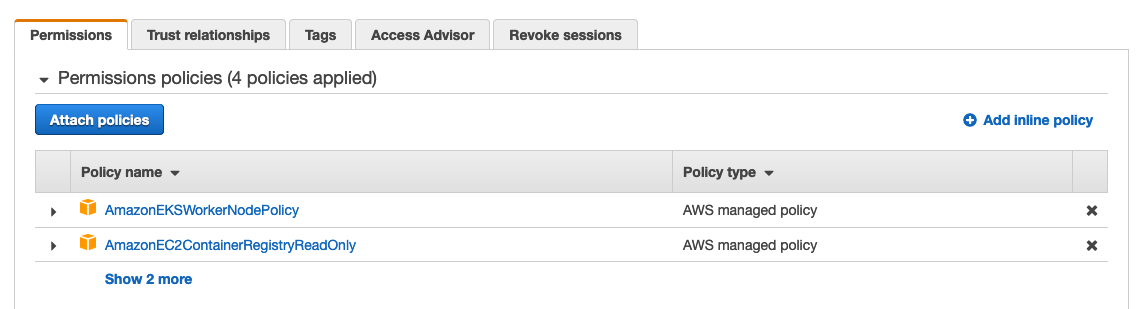 Permissions Trust relationships Tags Access Advisor Revoke sessions
Permissions policies (4 policies applied)
Attach policies Add inline policy
Policy name Policy type
AmazonEKSWorkerNodePolicy AWS managed policy
AmazonEC2ContainerRegistryReadOnly AWS managed policy
Show 2 more